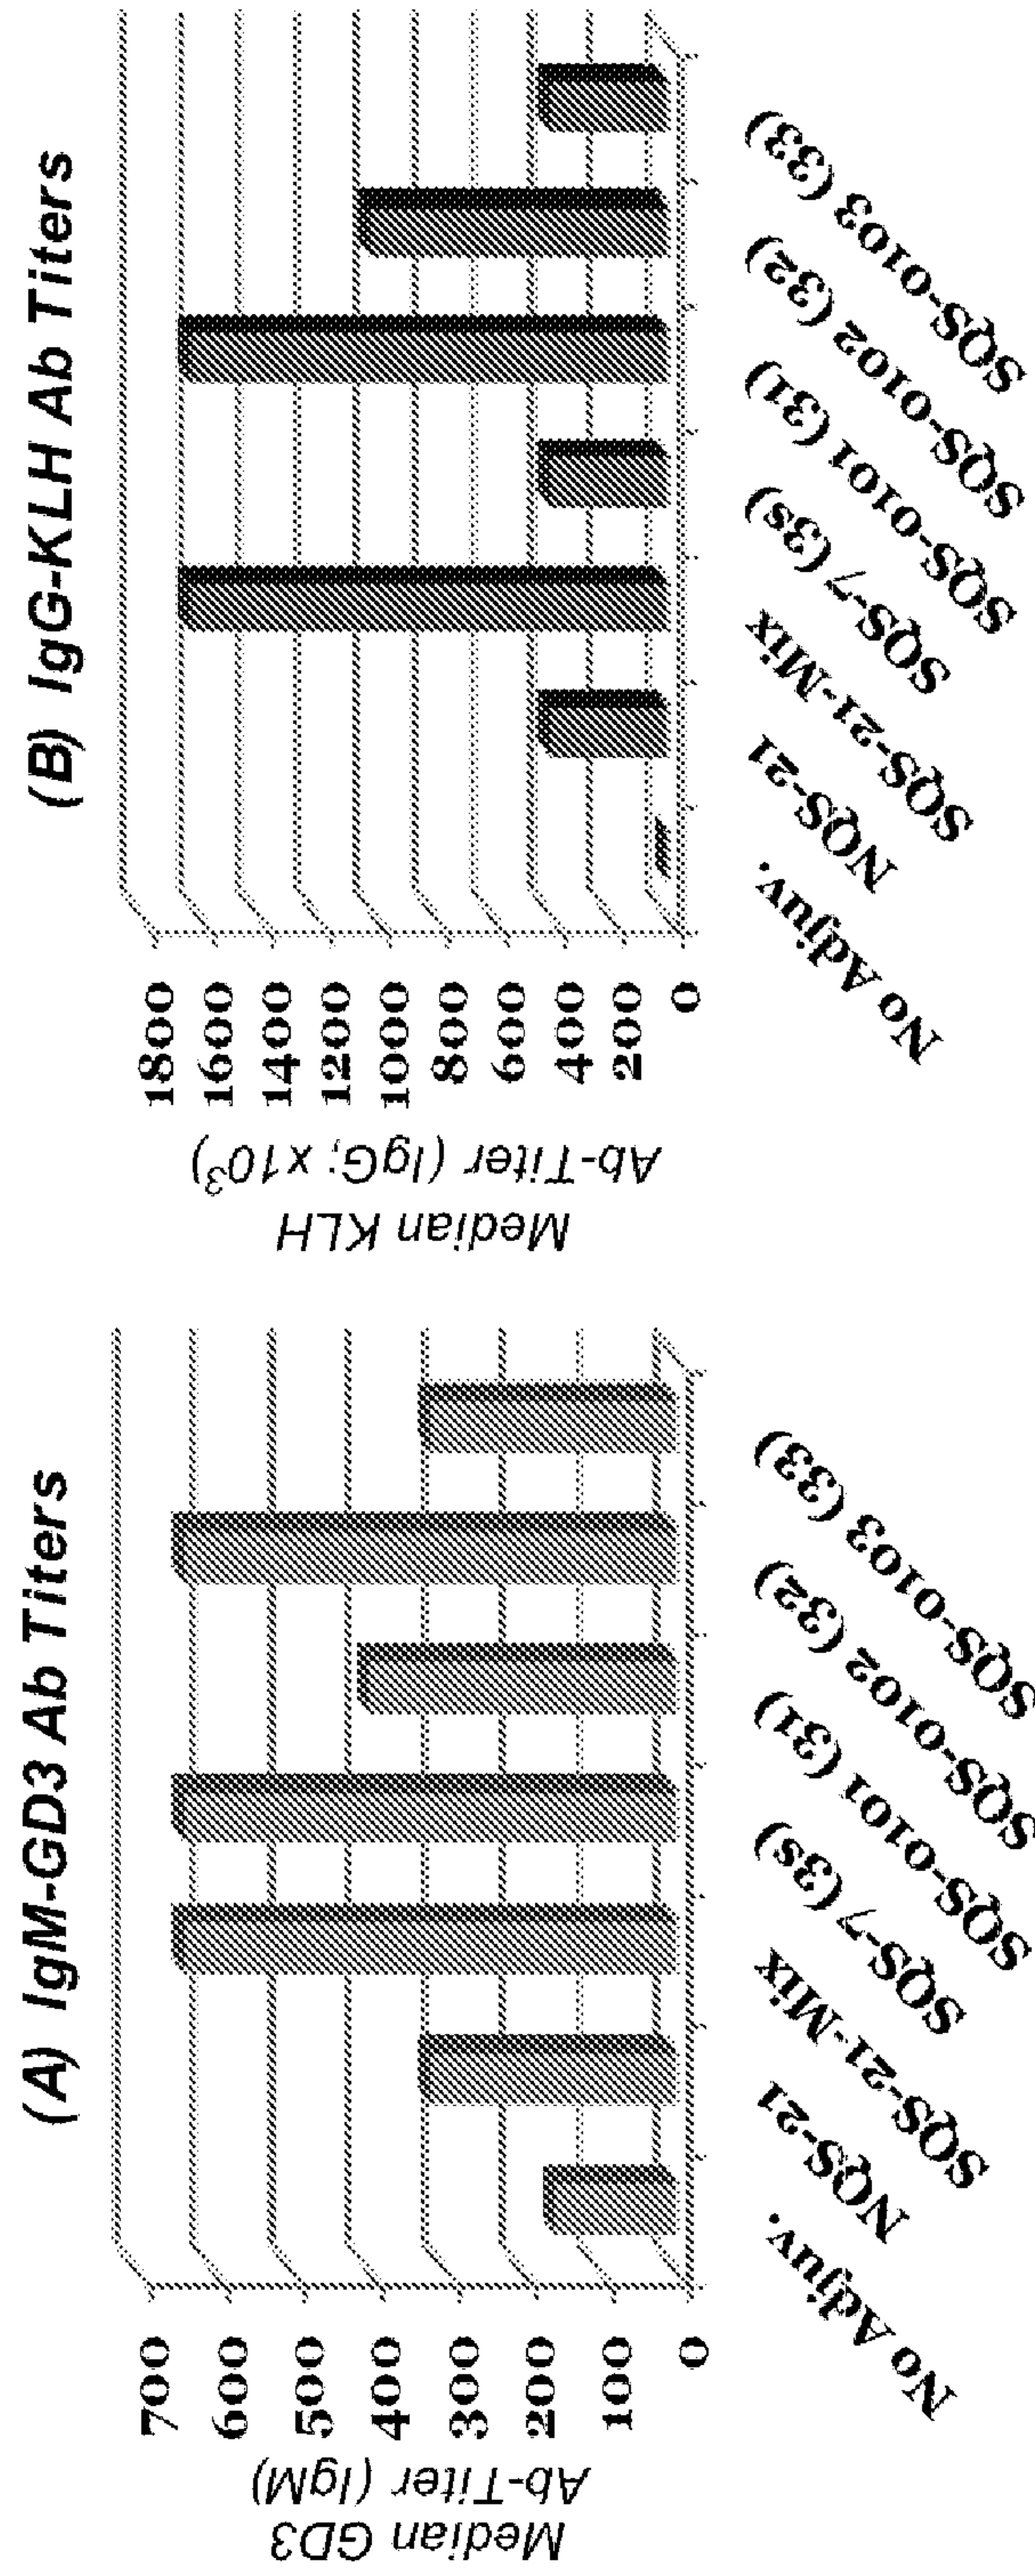 (A) IgM-GD3 Ab Titers
Median GD3
Ab-Titer (IgM)
700
600
500
400
300
200
100
0
No Adjuv.
NQS-21
SQS-21-Mix
SQS-7 (3s)
SQS-0101 (31)
SQS-0102 (32)
SQS-0103 (33)
(B) IgG-KLH Ab Titers
Median KLH
Ab-Titer (IgG; x10³)
1800
1600
1400
1200
1000
800
600
400
200
0
No Adjuv.
NQS-21
SQS-21-Mix
SQS-7 (3s)
SQS-0101 (31)
SQS-0102 (32)
SQS-0103 (33)